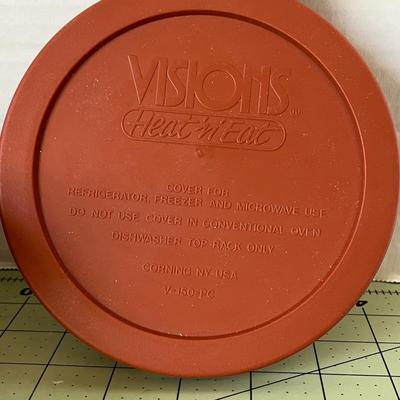 VISIONS
Heat 'n' Eat
COVER FOR
REFRIGERATOR, FREEZER AND MICROWAVE USE
DO NOT USE COVER IN CONVENTIONAL OVEN
DISHWASHER TOP RACK ONLY
CORNING NY USA
V-150-PC